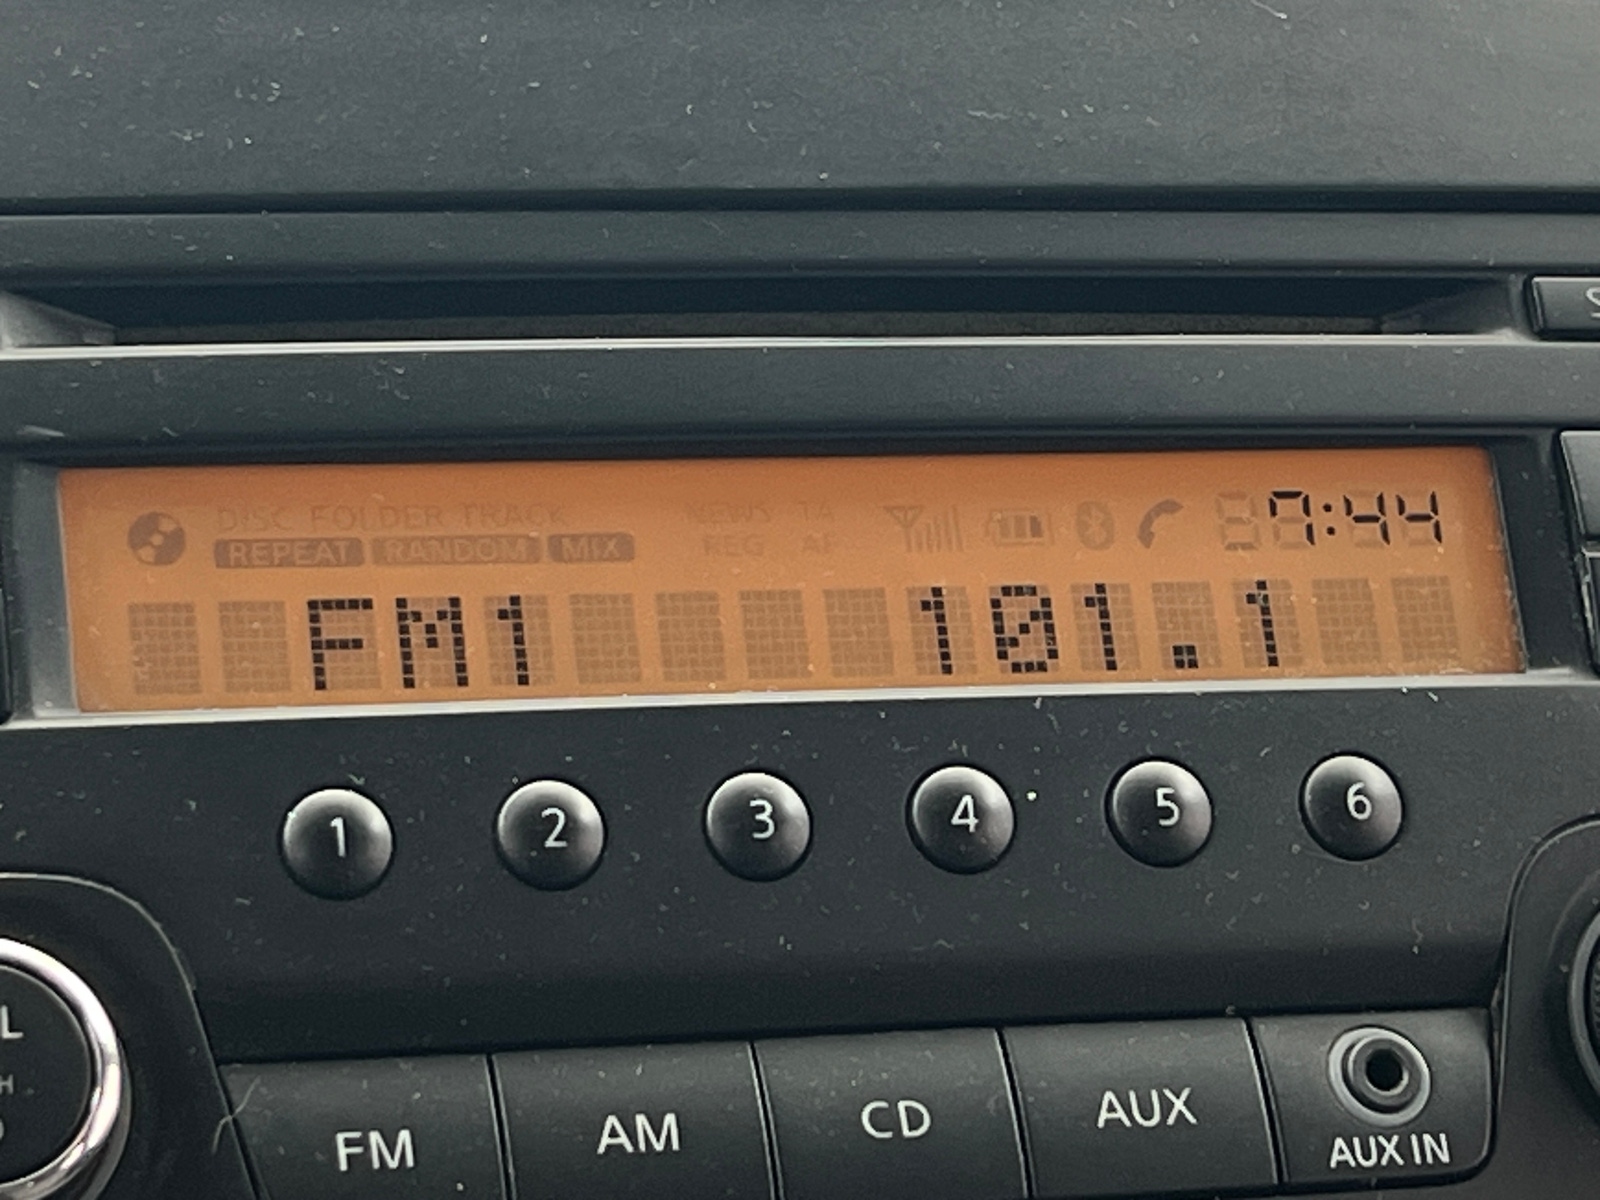 DISC FOLDER TRACK NEWS TA 7:44
REPEAT RANDOM MIX REG AF
FM1 101.1
1 2 3 4 5 6
FM AM CD AUX AUX IN